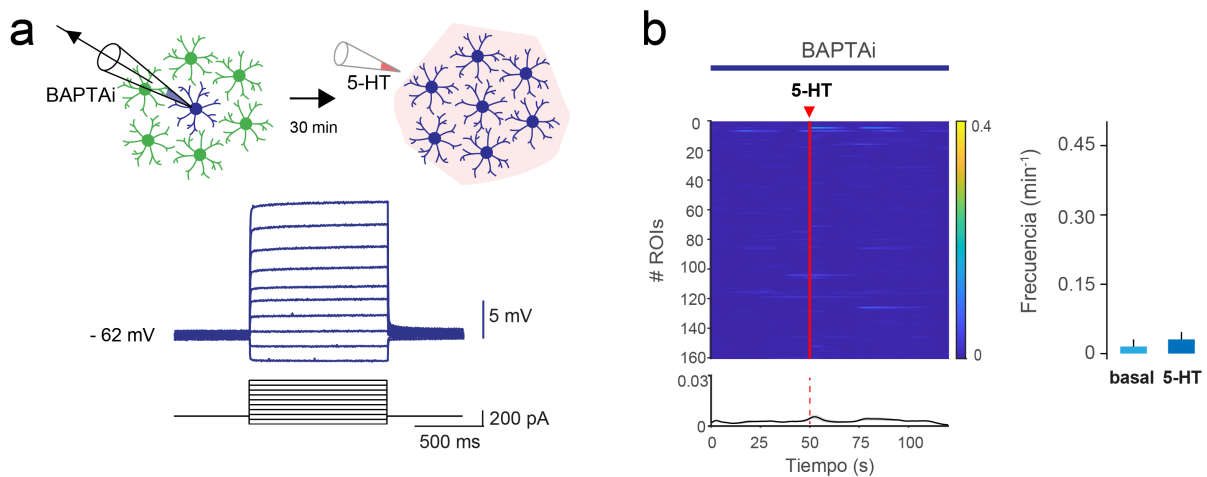 a
BAPTAi
30 min
5-HT
- 62 mV
5 mV
200 pA
500 ms
b
BAPTAi
5-HT
# ROIs
0
20
40
60
80
100
120
140
160
0.4
0
0.03
0
0
25
50
75
100
Tiempo (s)
Frecuencia (min-1)
0.45
0.30
0.15
0
basal 5-HT